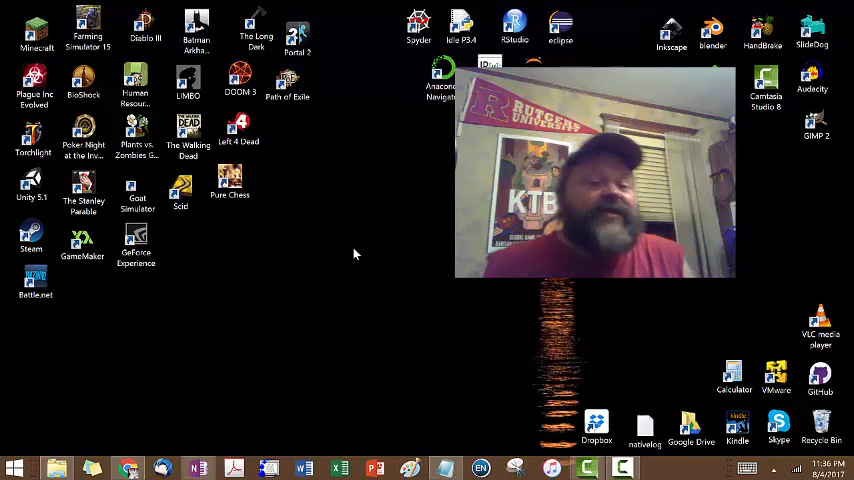 Minecraft
Farming
Simulator 15
Diablo III
Batman
Arkha...
The Long
Dark
Portal 2
Spyder
Idle P3.4
RStudio
eclipse
Inkscape
blender
HandBrake
SlideDog
Plague Inc
Evolved
BioShock
Human
Resour...
LIMBO
DOOM 3
Path of Exile
Anacon
Navigat
IP[y]
Camtasia
Studio 8
Audacity
GIMP 2
R
RUTGERS
UNIVERSITY
KTB
Torchlight
Poker Night
at the Inv...
Plants vs.
Zombies G...
The Walking
Dead
Left 4 Dead
Unity 5.1
The Stanley
Parable
Goat
Simulator
Scid
Pure Chess
Steam
GameMaker
GeForce
Experience
Battle.net
VLC media
player
Calculator
VMware
GitHub
Dropbox
nativelog
Google Drive
kindle
Kindle
Skype
Recycle Bin
EN
11:36 PM
8/4/2017